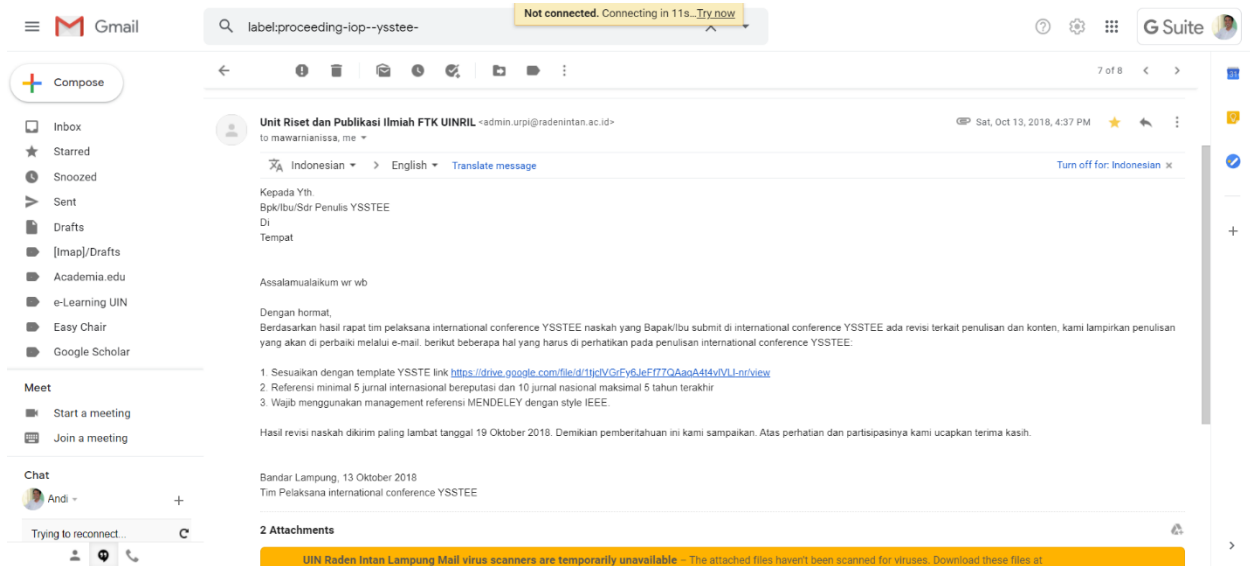 Not connected. Connecting in 11s... Try now
Gmail
label:proceeding-iop--ysstee-
G Suite
Compose
7 of 8
Inbox
Starred
Snoozed
Sent
Drafts
[Imap]/Drafts
Academia.edu
e-Learning UIN
Easy Chair
Google Scholar
Meet
Start a meeting
Join a meeting
Chat
Andi
Trying to reconnect...
Unit Riset dan Publikasi Ilmiah FTK UINRIL <admin.urpi@radenintan.ac.id>
Sat, Oct 13, 2018, 4:37 PM
to mawarnianissa, me
Indonesian > English Translate message
Turn off for: Indonesian ×
Kepada Yth.
Bpk/Ibu/Sdr Penulis YSSTEE
Di
Tempat
Assalamualaikum wr wb
Dengan hormat,
Berdasarkan hasil rapat tim pelaksana international conference YSSTEE naskah yang Bapak/Ibu submit di international conference YSSTEE ada revisi terkait penulisan dan konten, kami lampirkan penulisan
yang akan di perbaiki melalui e-mail. berikut beberapa hal yang harus di perhatikan pada penulisan international conference YSSTEE:
1. Sesuaikan dengan template YSSTE link
2. Referensi minimal 5 jurnal internasional bereputasi dan 10 jurnal nasional maksimal 5 tahun terakhir
3. Wajib menggunakan management referensi MENDELEY dengan style IEEE.
Hasil revisi naskah dikirim paling lambat tanggal 19 Oktober 2018. Demikian pemberitahuan ini kami sampaikan. Atas perhatian dan partisipasinya kami ucapkan terima kasih.
Bandar Lampung, 13 Oktober 2018
Tim Pelaksana international conference YSSTEE
2 Attachments
UIN Raden Intan Lampung Mail virus scanners are temporarily unavailable – The attached files haven't been scanned for viruses. Download these files at